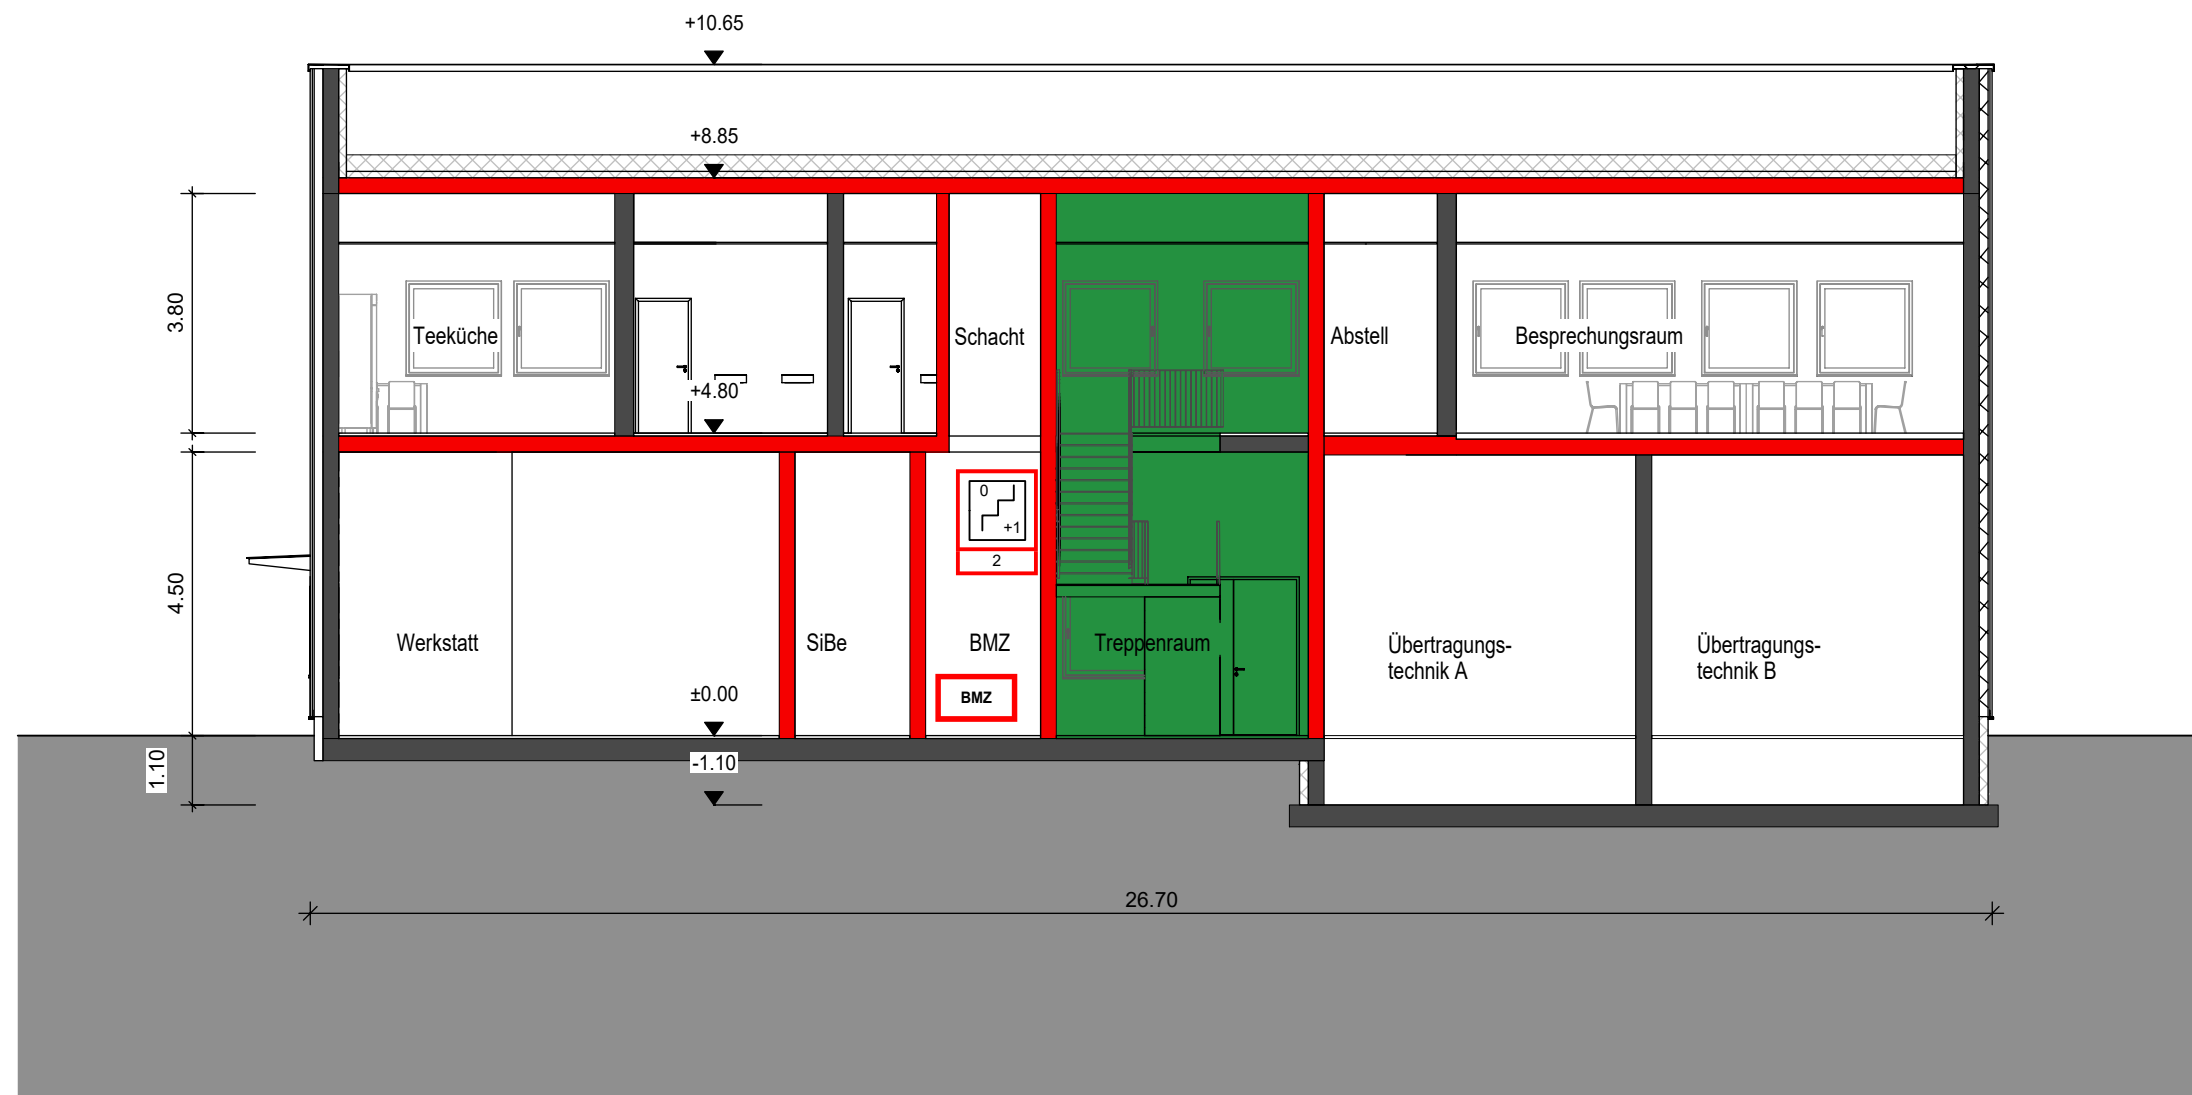 +10.65
+8.85
3.80
Teeküche
Schacht
Abstell
Besprechungsraum
+4.80
0
+1
2
4.50
Werkstatt
SiBe
BMZ
Treppenraum
Übertragungs-
technik A
Übertragungs-
technik B
±0.00
BMZ
1.10
-1.10
26.70